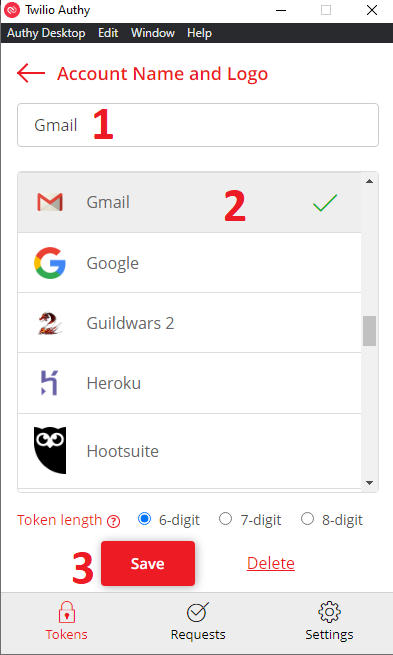 Twilio Authy
Authy Desktop Edit Window Help
Account Name and Logo
Gmail 1
Gmail 2
Google
Guildwars 2
Heroku
Hootsuite
Token length ? 6-digit 7-digit 8-digit
3 Save Delete
Tokens Requests Settings